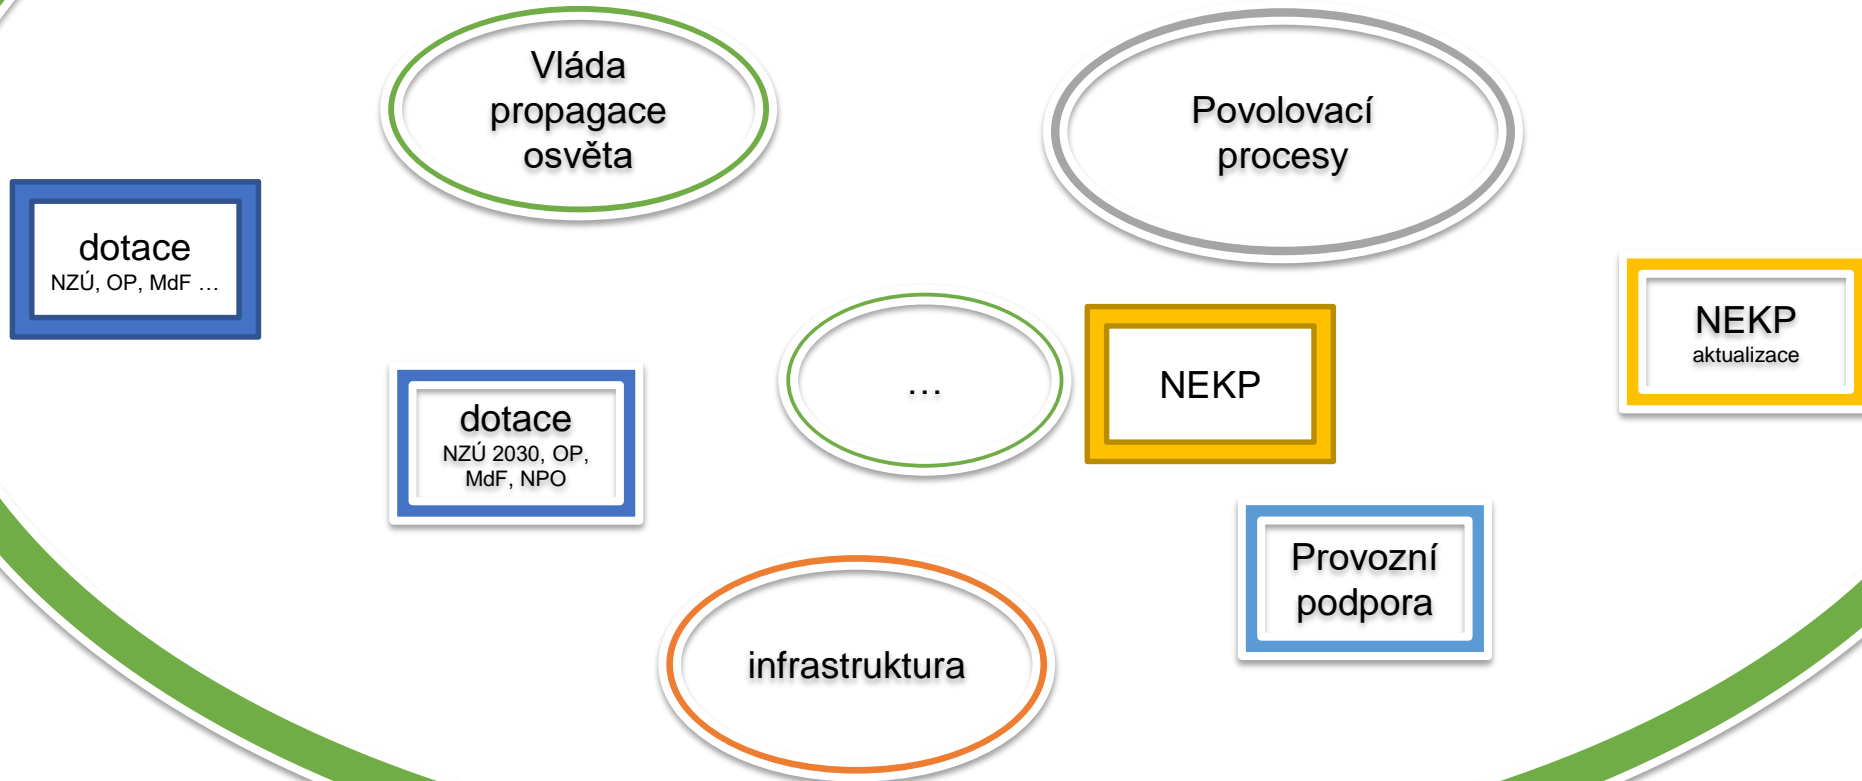 Vláda
propagace
osvěta
Povolovací
procesy
dotace
NZÚ, OP, MdF …
NEKP
aktualizace
…
NEKP
dotace
NZÚ 2030, OP,
MdF, NPO
Provozní
podpora
infrastruktura